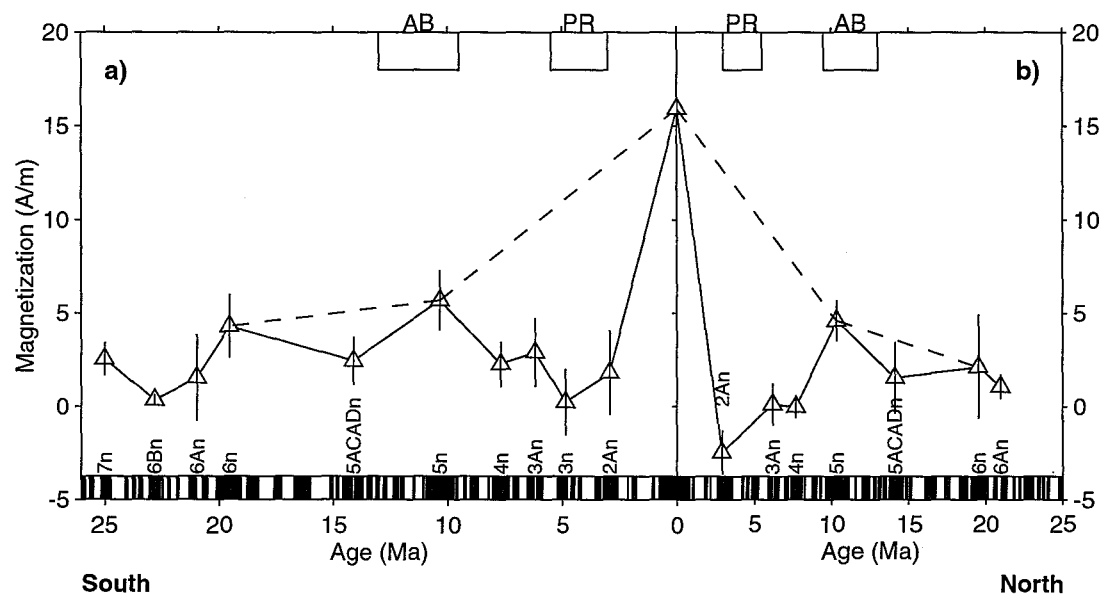 AB PR PR AB
20 20
a) b)
15 15
10 10
5 5
0 0
-5 -5
Magnetization (A/m)
7n 6Bn 6An 6n 5ACADn 5n 4n 3An 3n 2An 2An 3An 4n 5n 5ACADn 6n 6An
25 20 15 10 5 0 5 10 15 20 25
Age (Ma) Age (Ma)
South North